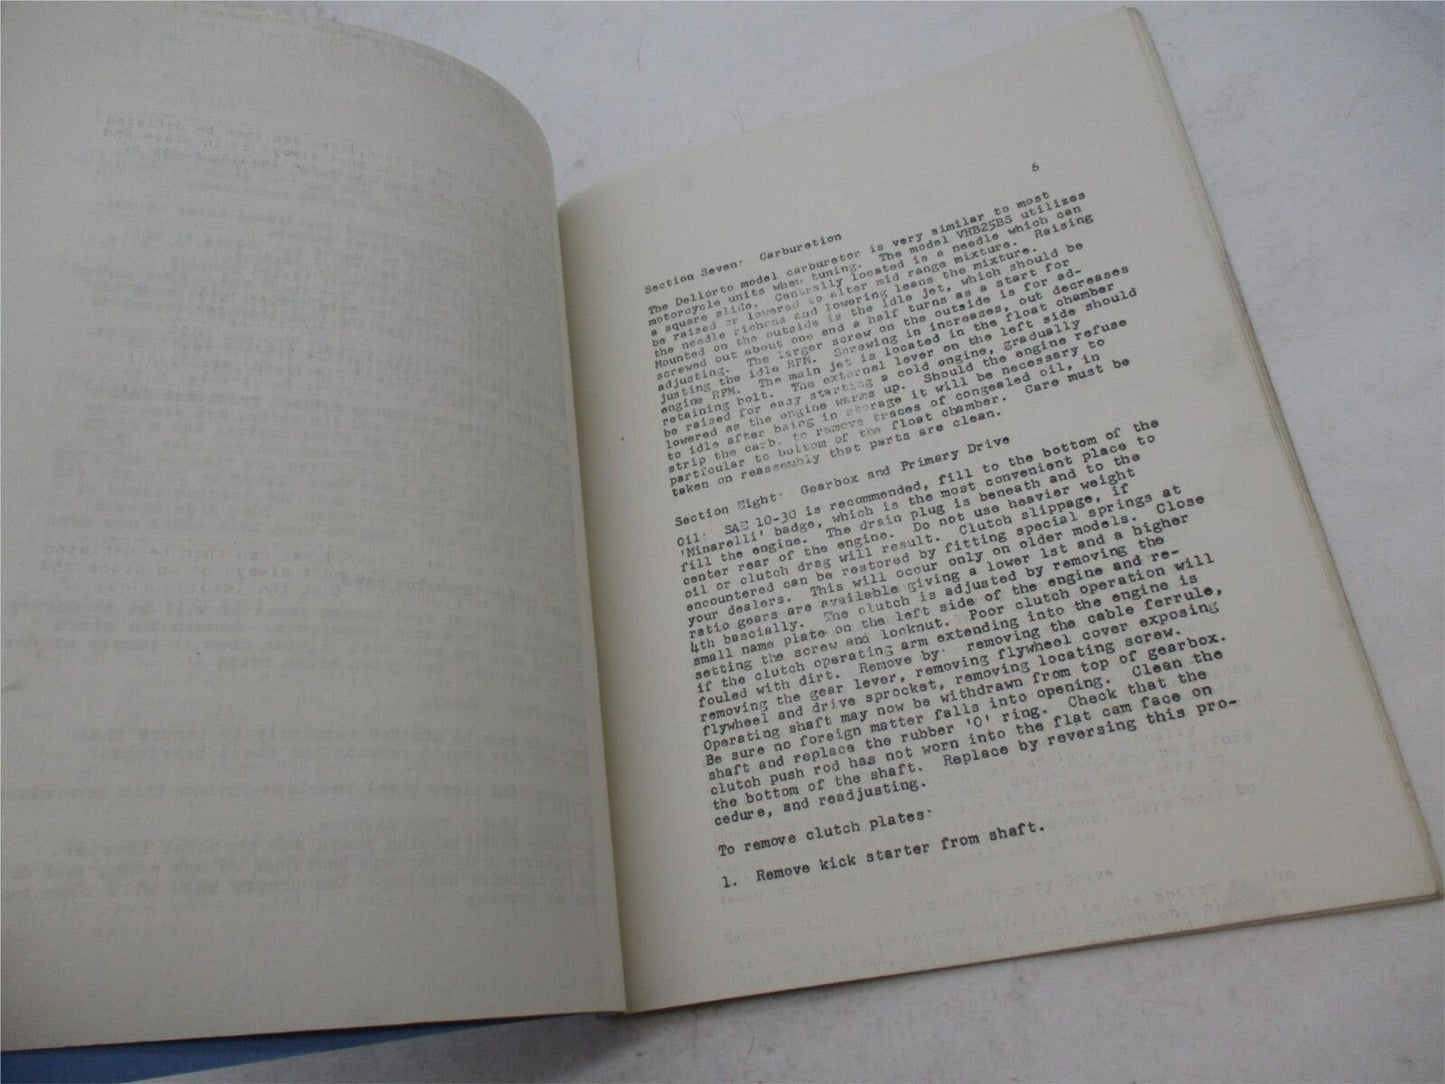 6
Section Seven: Carburetion
The Dellorto model carburetor is very similar to most
motorcycle units when tuning. The model VHB25BS utilizes
a square slide. Centrally located is a needle which can
be raised or lowered to alter mid range mixture. Raising
the needle richens and lowering leans the mixture.
Mounted on the outside is the idle jet, which should be
screwed out about one and a half turns as a start for
adjusting. The larger screw on the outside is for ad-
justing the idle RPM. Screwing in increases, out decreases
engine RPM. The main jet is located in the float chamber
retaining bolt. The external lever on the left side should
be raised for easy starting a cold engine, gradually
lowered as the engine warms up. Should the engine refuse
to idle after being in storage it will be necessary to
strip the carb, to remove traces of congealed oil, in
partcular to bottom of the float chamber. Care must be
taken on reassembly that parts are clean.
Section Eight: Gearbox and Primary Drive
Oil: SAE 10-30 is recommended, fill to the bottom of the
'Minarelli' badge, which is the most convenient place to
fill the engine. The drain plug is beneath and to the
center rear of the engine. Do not use heavier weight
oil or clutch drag will result. Clutch slippage, if
encountered can be restored by fitting special springs at
your dealers. This will occur only on older models. Close
ratio gears are available giving a lower 1st and a higher
4th bascially. The clutch is adjusted by removing the
small name plate on the left side of the engine and re-
setting the screw and locknut. Poor clutch operation will
if the clutch operating arm extending into the engine is
fouled with dirt. Remove by: removing the cable ferrule,
removing the gear lever, removing flywheel cover exposing
flywheel and drive sprocket, removing locating screw.
Operating shaft may now be withdrawn from top of gearbox.
Be sure no foreign matter falls into opening. Clean the
shaft and replace the rubber 'O' ring. Check that the
clutch push rod has not worn into the flat cam face on
the bottom of the shaft. Replace by reversing this pro-
cedure, and readjusting.
To remove clutch plates:
1. Remove kick starter from shaft.